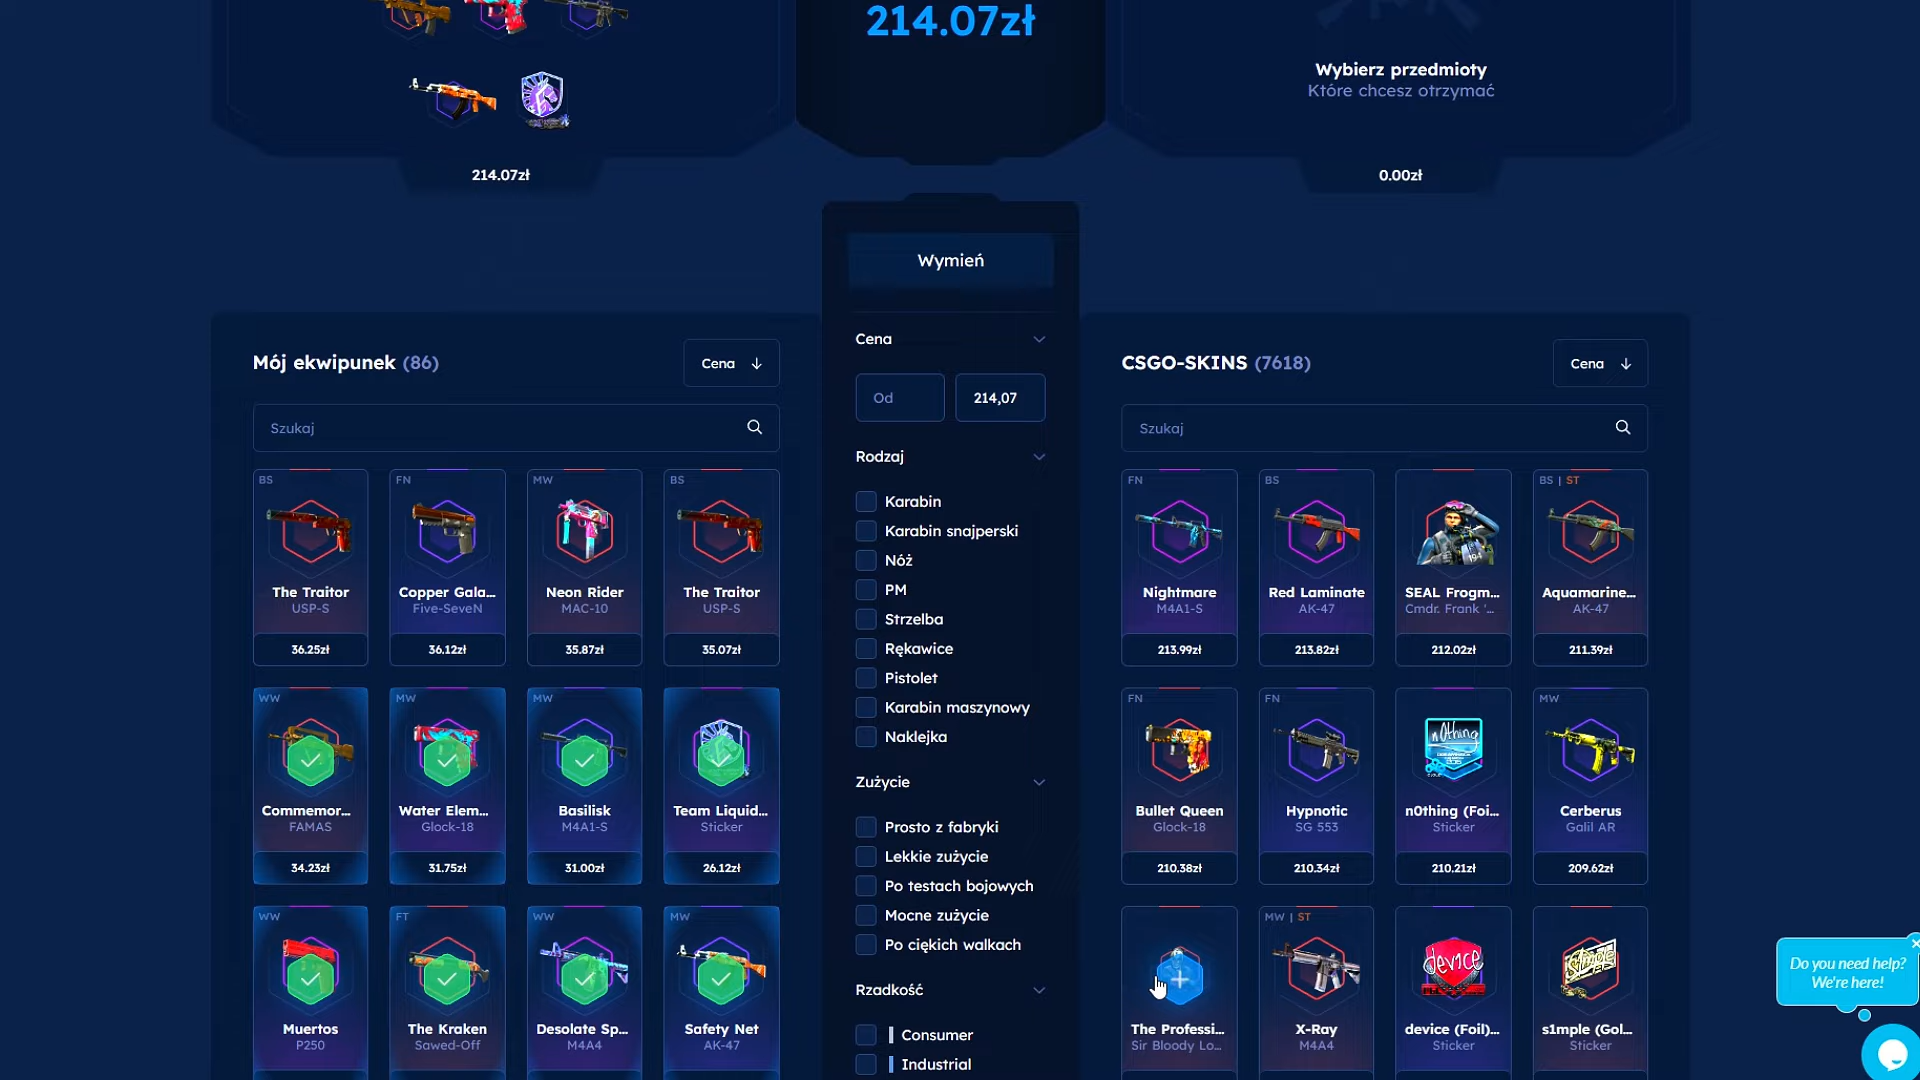 214.07zł
Wybierz przedmioty
Które chcesz otrzymać
214.07zł
0.00zł
Wymień
Mój ekwipunek (86)
Cena
Szukaj
BS
The Traitor
USP-S
36.25zł
FN
Copper Gala...
Five-SeveN
36.12zł
MW
Neon Rider
MAC-10
35.87zł
BS
The Traitor
USP-S
35.07zł
WW
Commemor...
FAMAS
34.23zł
MW
Water Elem...
Glock-18
31.75zł
MW
Basilisk
M4A1-S
31.00zł
Team Liquid...
Sticker
26.12zł
WW
Muertos
P250
FT
The Kraken
Sawed-Off
WW
Desolate Sp...
M4A4
MW
Safety Net
AK-47
Cena
Od
214,07
Rodzaj
Karabin
Karabin snajperski
Nóż
PM
Strzelba
Rękawice
Pistolet
Karabin maszynowy
Naklejka
Zużycie
Prosto z fabryki
Lekkie zużycie
Po testach bojowych
Mocne zużycie
Po ciękich walkach
Rzadkość
Consumer
Industrial
CSGO-SKINS (7618)
Cena
Szukaj
FN
Nightmare
M4A1-S
213.99zł
BS
Red Laminate
AK-47
213.82zł
SEAL Frogm...
Cmdr. Frank '...
212.02zł
BS | ST
Aquamarine...
AK-47
211.39zł
FN
Bullet Queen
Glock-18
210.38zł
FN
Hypnotic
SG 553
210.34zł
n0thing
n0thing (Foi...
Sticker
210.21zł
MW
Cerberus
Galil AR
209.62zł
The Professi...
Sir Bloody Lo...
MW | ST
X-Ray
M4A4
device
device (Foil)...
Sticker
s1mple
s1mple (Gol...
Sticker
Do you need help?
We're here!